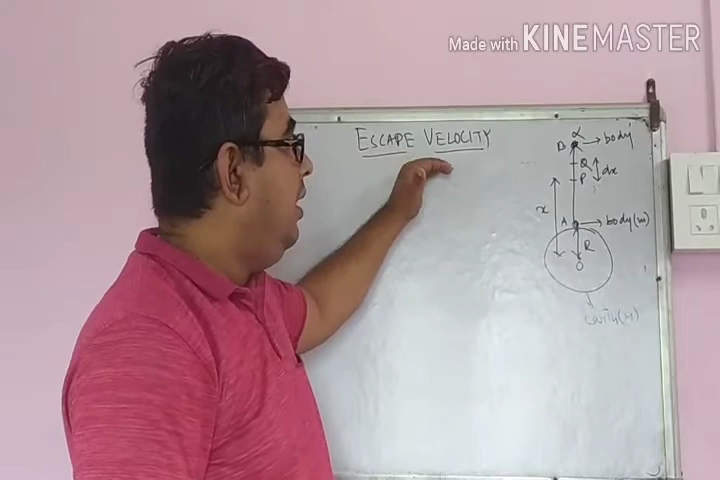 Made with KINEMASTER
ESCAPE VELOCITY
∝
B
body
Q
dx
P
x
A
body(m)
R
O
earth(M)